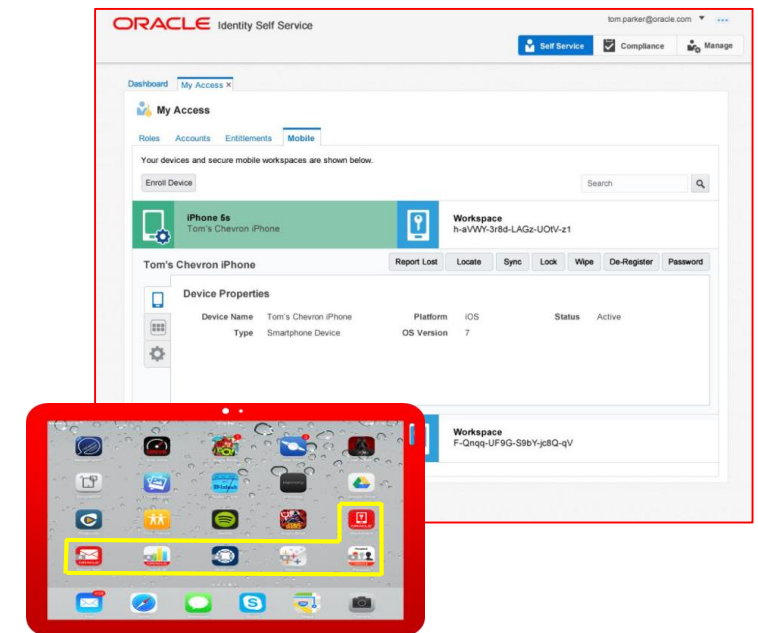 ORACLE Identity Self Service
tom.parker@oracle.com
Self Service Compliance Manage
Dashboard My Access ×
My Access
Roles Accounts Entitlements Mobile
Your devices and secure mobile workspaces are shown below.
Enroll Device Search
iPhone 5s Workspace
Tom's Chevron iPhone h-aVWY-3r8d-LAGz-UOtV-z1
Tom's Chevron iPhone Report Lost Locate Sync Lock Wipe De-Register Password
Device Properties
Device Name Tom's Chevron iPhone Platform iOS Status Active
Type Smartphone Device OS Version 7
Workspace
F-Qnqq-UF9G-S9bY-jc8Q-qV
ORACLE
ORACLE